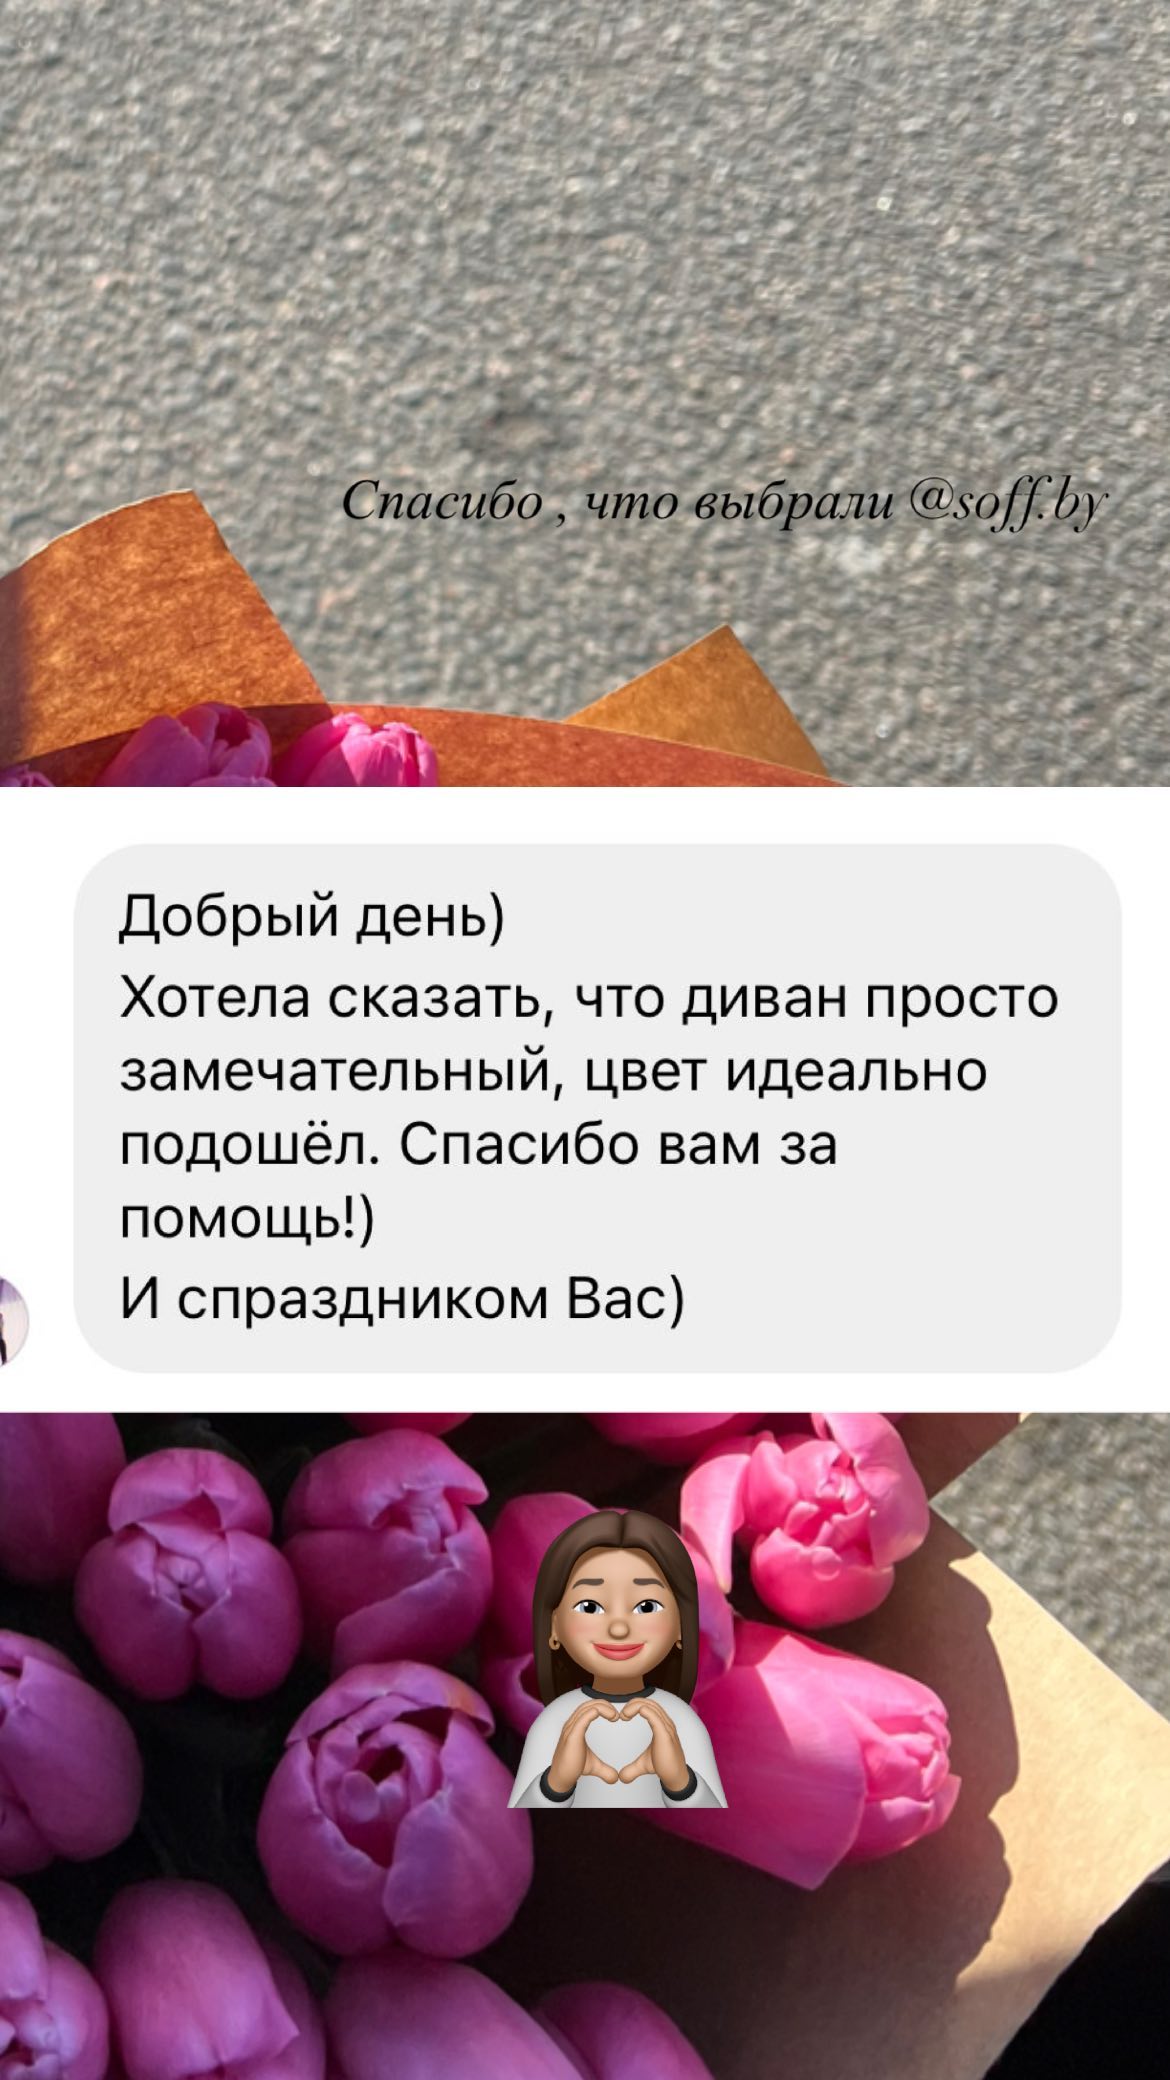 Спасибо , что выбрали @soff.by
Добрый день)
Хотела сказать, что диван просто
замечательный, цвет идеально
подошёл. Спасибо вам за
помощь!)
И спраздником Вас)